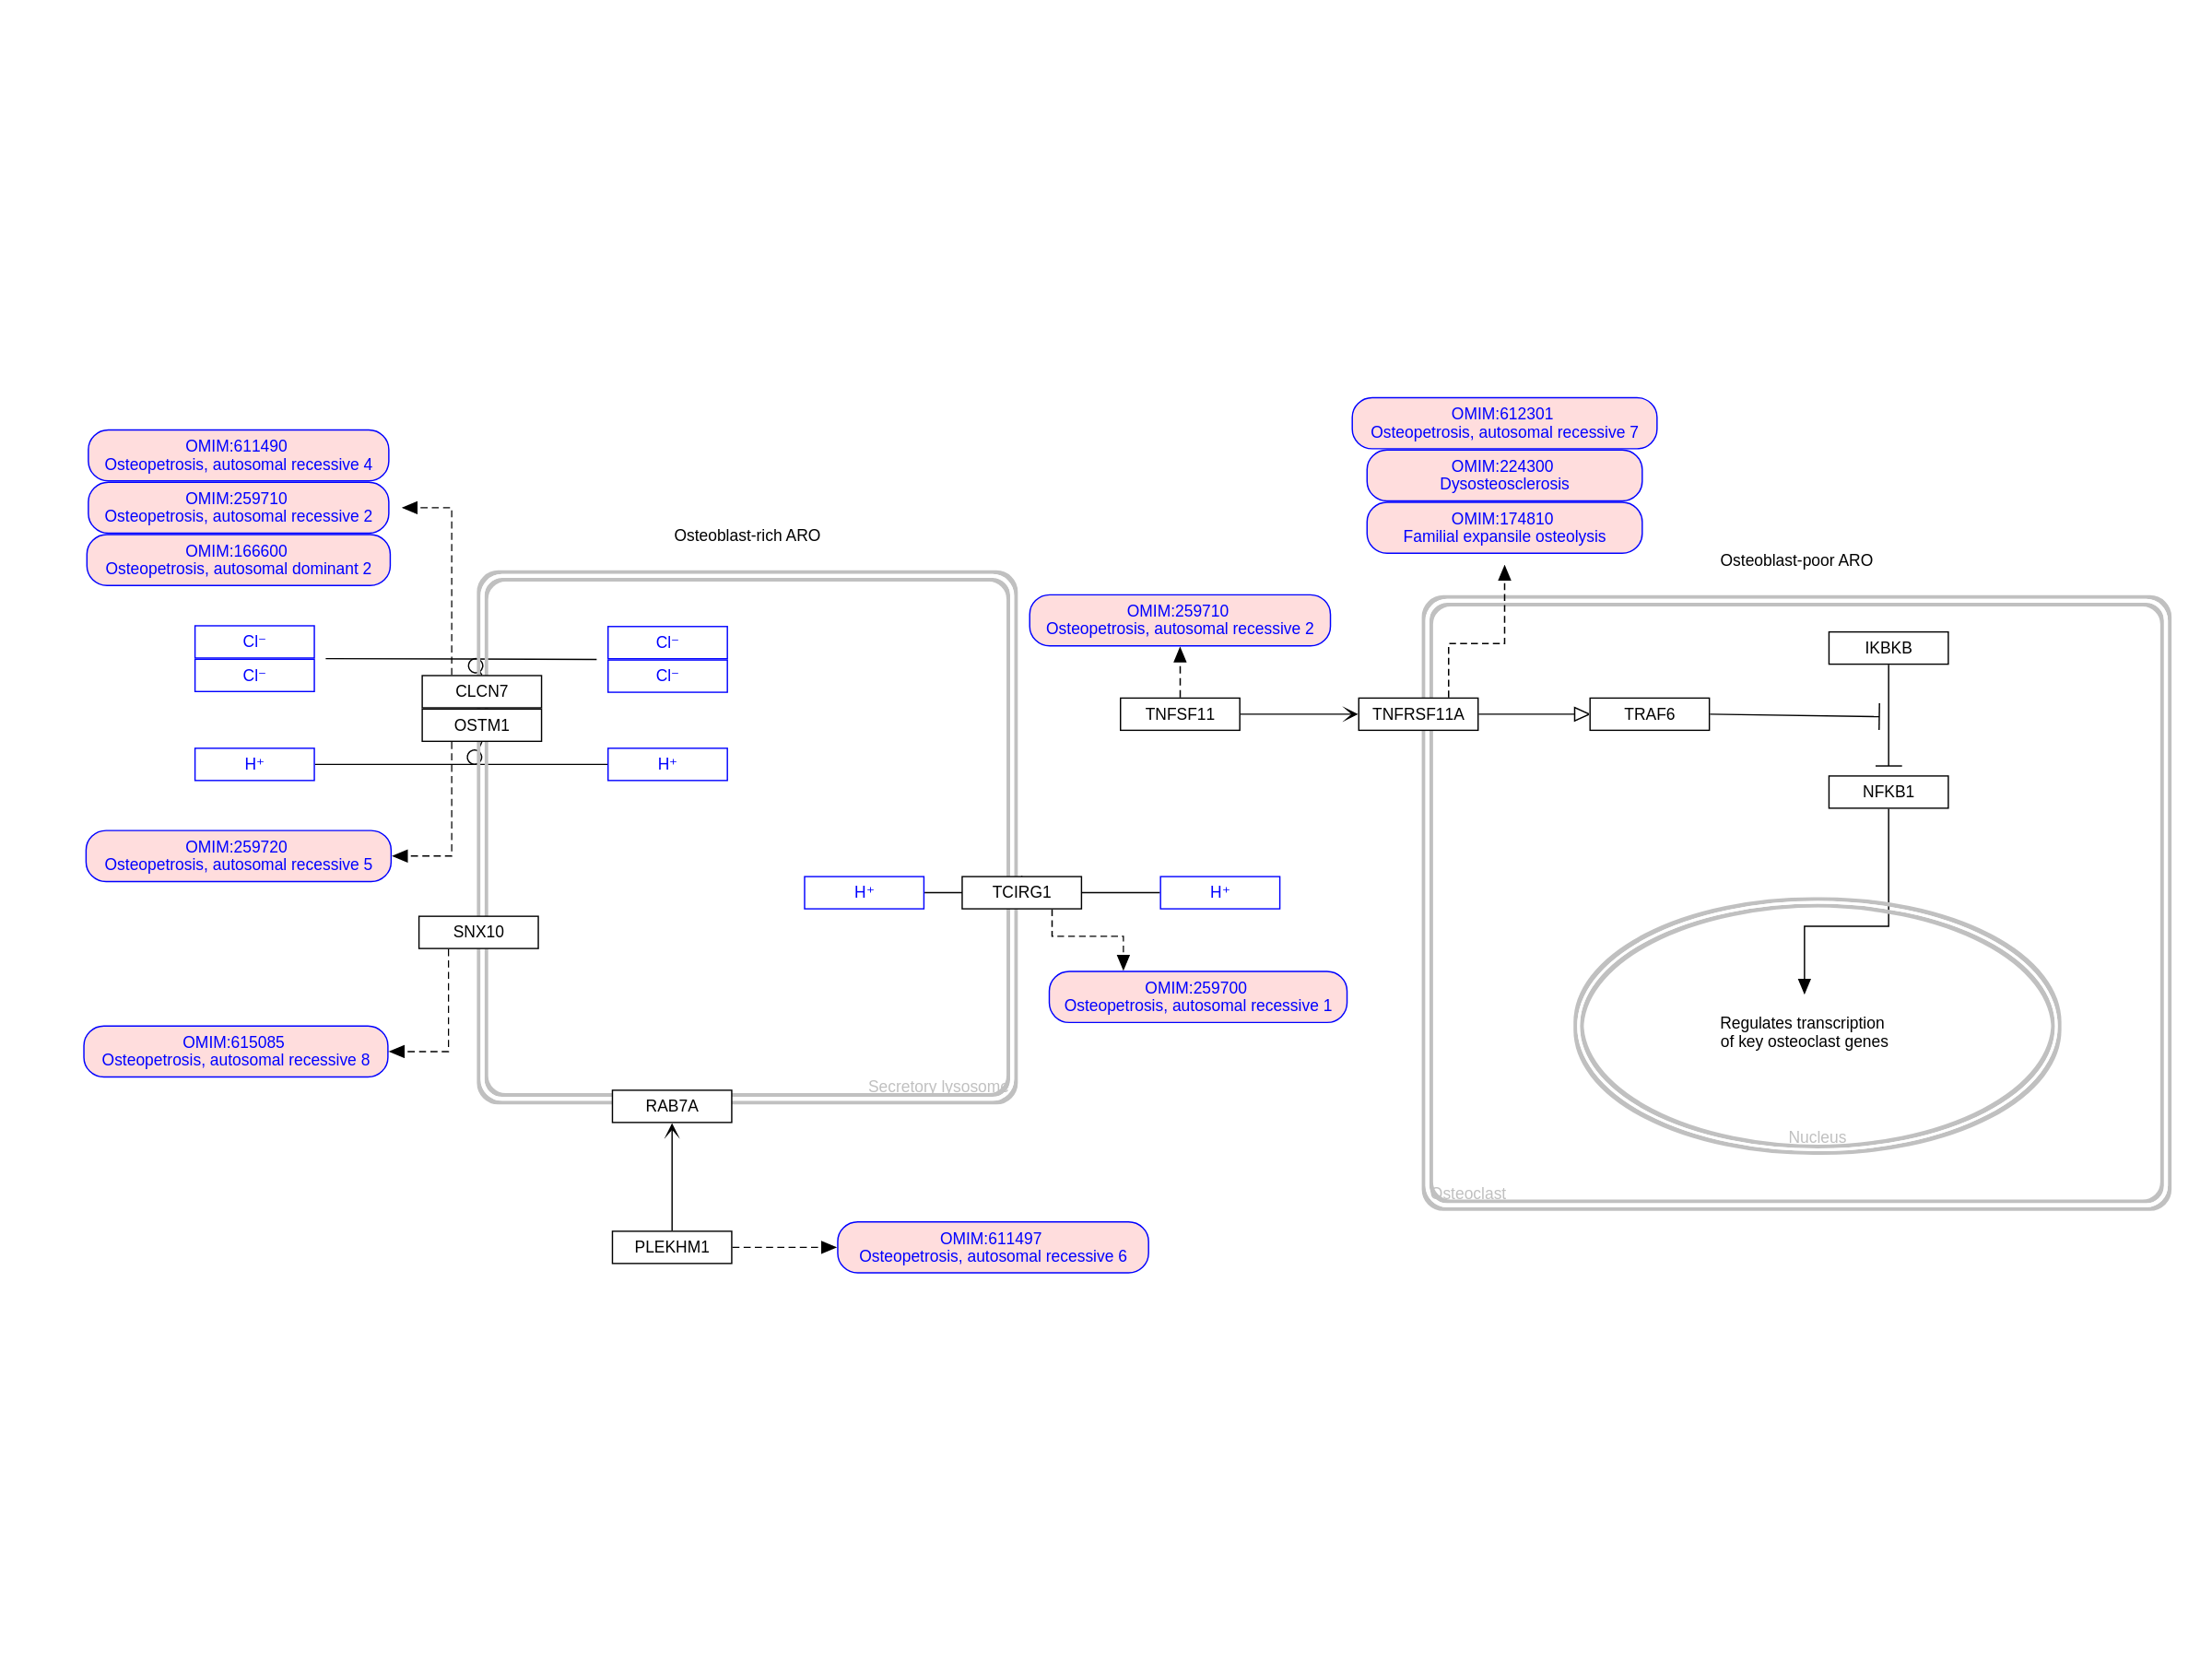 OMIM:611490
Osteopetrosis, autosomal recessive 4
OMIM:259710
Osteopetrosis, autosomal recessive 2
OMIM:166600
Osteopetrosis, autosomal dominant 2
Osteoblast-rich ARO
Cl⁻
Cl⁻
Cl⁻
Cl⁻
CLCN7
OSTM1
H⁺
H⁺
OMIM:259720
Osteopetrosis, autosomal recessive 5
SNX10
OMIM:615085
Osteopetrosis, autosomal recessive 8
H⁺
TCIRG1
H⁺
OMIM:259700
Osteopetrosis, autosomal recessive 1
Secretory lysosome
RAB7A
PLEKHM1
OMIM:611497
Osteopetrosis, autosomal recessive 6
OMIM:612301
Osteopetrosis, autosomal recessive 7
OMIM:224300
Dysosteosclerosis
OMIM:174810
Familial expansile osteolysis
Osteoblast-poor ARO
OMIM:259710
Osteopetrosis, autosomal recessive 2
TNFSF11
TNFRSF11A
TRAF6
IKBKB
NFKB1
Regulates transcription
of key osteoclast genes
Nucleus
Osteoclast